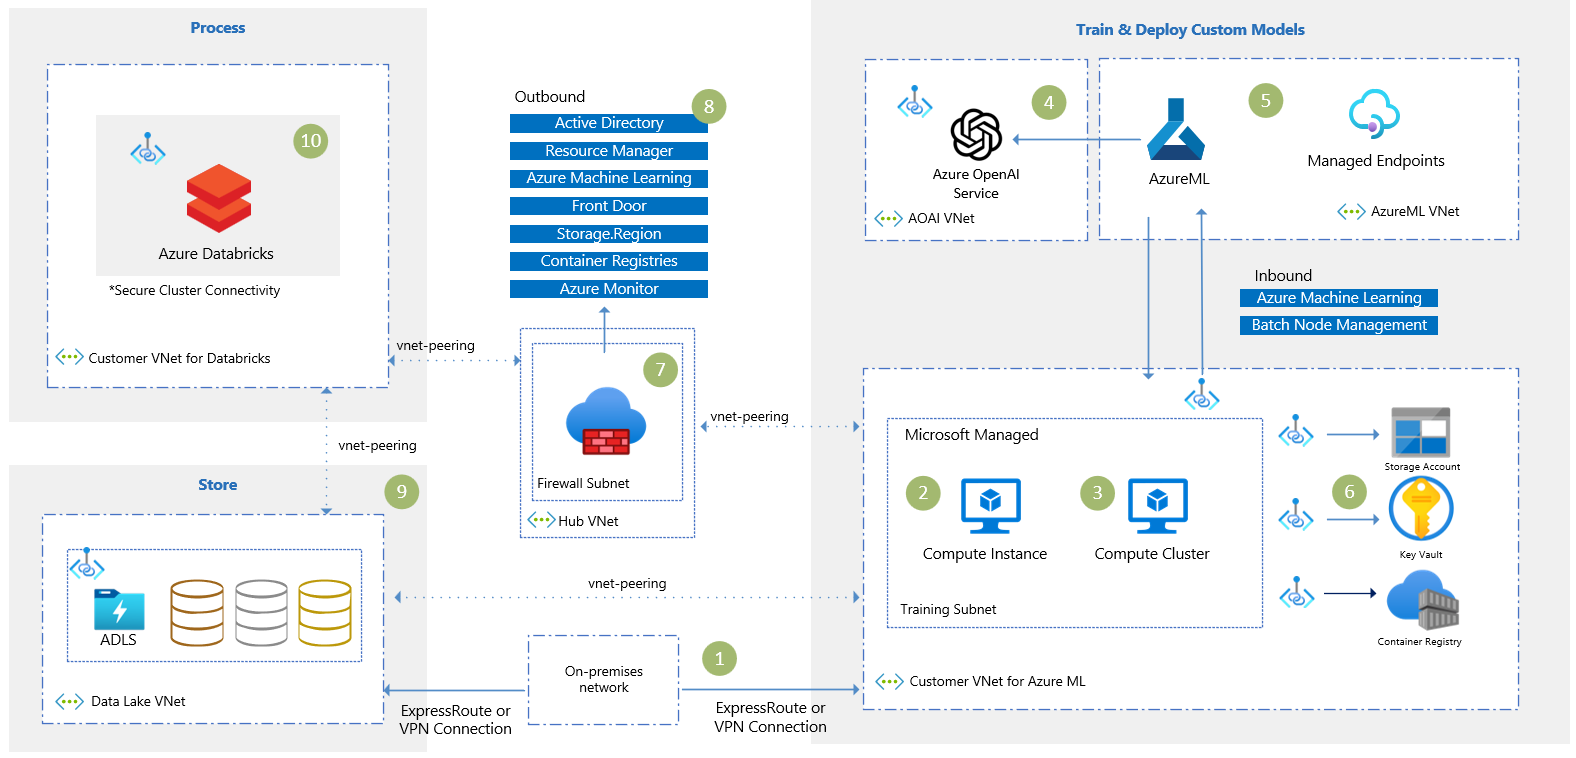 Process
10
Azure Databricks
*Secure Cluster Connectivity
Customer VNet for Databricks
vnet-peering
vnet-peering
Store
9
ADLS
Data Lake VNet
Outbound
8
Active Directory
Resource Manager
Azure Machine Learning
Front Door
Storage.Region
Container Registries
Azure Monitor
7
Firewall Subnet
Hub VNet
vnet-peering
vnet-peering
On-premises
network
1
ExpressRoute or
VPN Connection
ExpressRoute or
VPN Connection
Train & Deploy Custom Models
4
Azure OpenAI
Service
AOAI VNet
5
AzureML
Managed Endpoints
AzureML VNet
Inbound
Azure Machine Learning
Batch Node Management
Microsoft Managed
2
Compute Instance
3
Compute Cluster
Training Subnet
Storage Account
6
Key Vault
Container Registry
Customer VNet for Azure ML